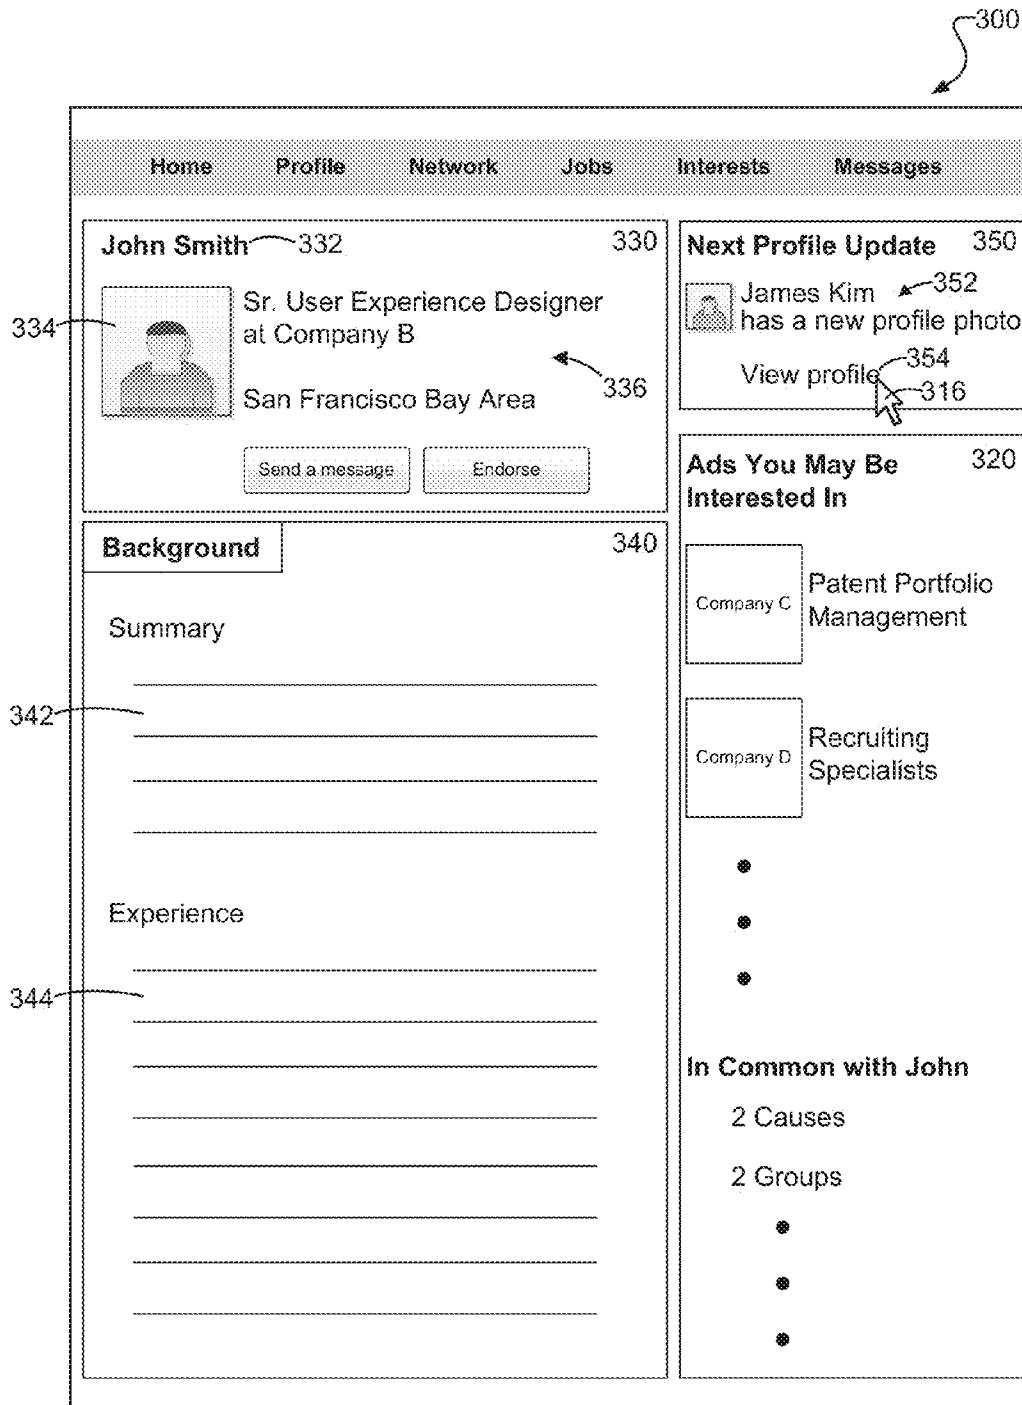 300
Home Profile Network Jobs Interests Messages
John Smith 332 330
334
Sr. User Experience Designer
at Company B
336
San Francisco Bay Area
Send a message Endorse
Background 340
Summary
342
Experience
344
Next Profile Update 350
James Kim 352
has a new profile photo
View profile 354
316
Ads You May Be 320
Interested In
Company C
Patent Portfolio
Management
Company D
Recruiting
Specialists
In Common with John
2 Causes
2 Groups